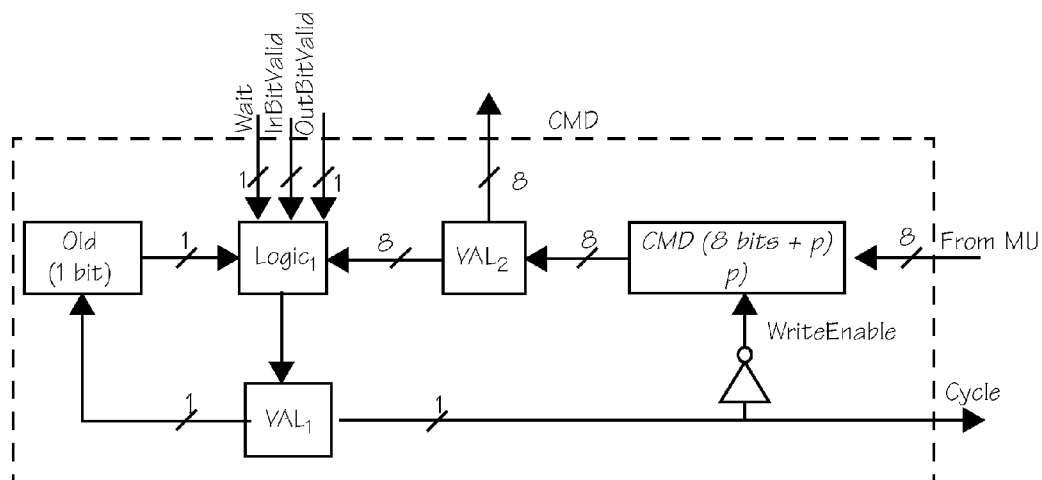 Wait
InBitValid
OutBitValid
CMD
1
1
8
Old
(1 bit)
1
Logic1
8
VAL2
8
CMD (8 bits + p)
p)
8
From MU
WriteEnable
1
VAL1
1
Cycle